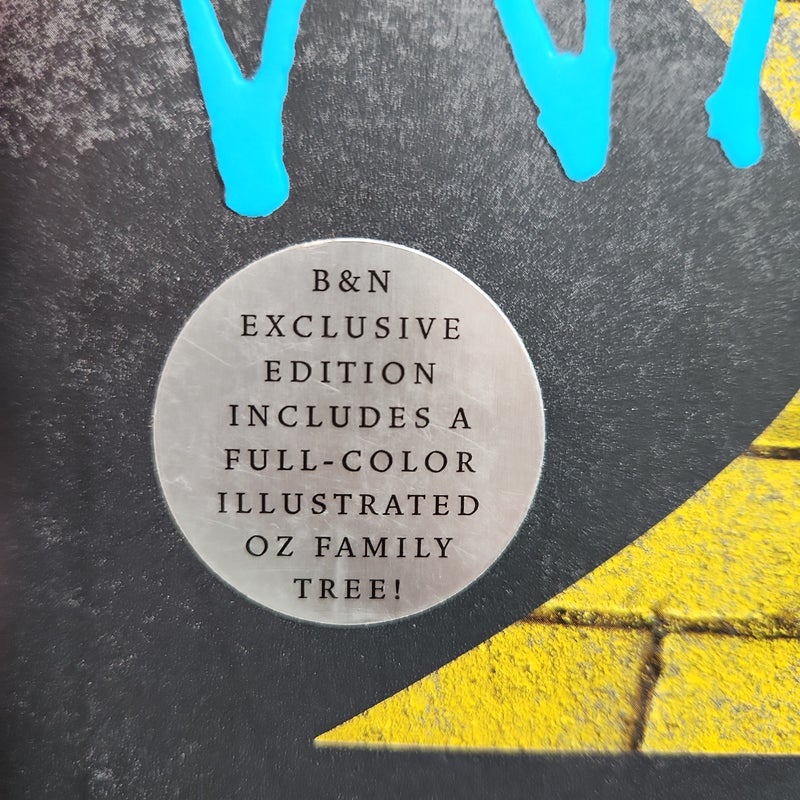 B&N
EXCLUSIVE
EDITION
INCLUDES A
FULL-COLOR
ILLUSTRATED
OZ FAMILY
TREE!